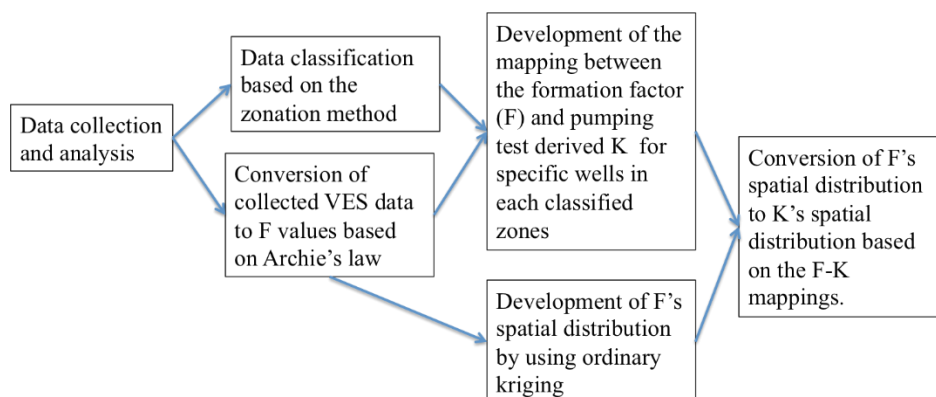 Data collection
and analysis
Data classification
based on the
zonation method
Conversion of
collected VES data
to F values based
on Archie's law
Development of the
mapping between
the formation factor
(F) and pumping
test derived K for
specific wells in
each classified
zones
Development of F's
spatial distribution
by using ordinary
kriging
Conversion of F's
spatial distribution
to K's spatial
distribution based
on the F-K
mappings.